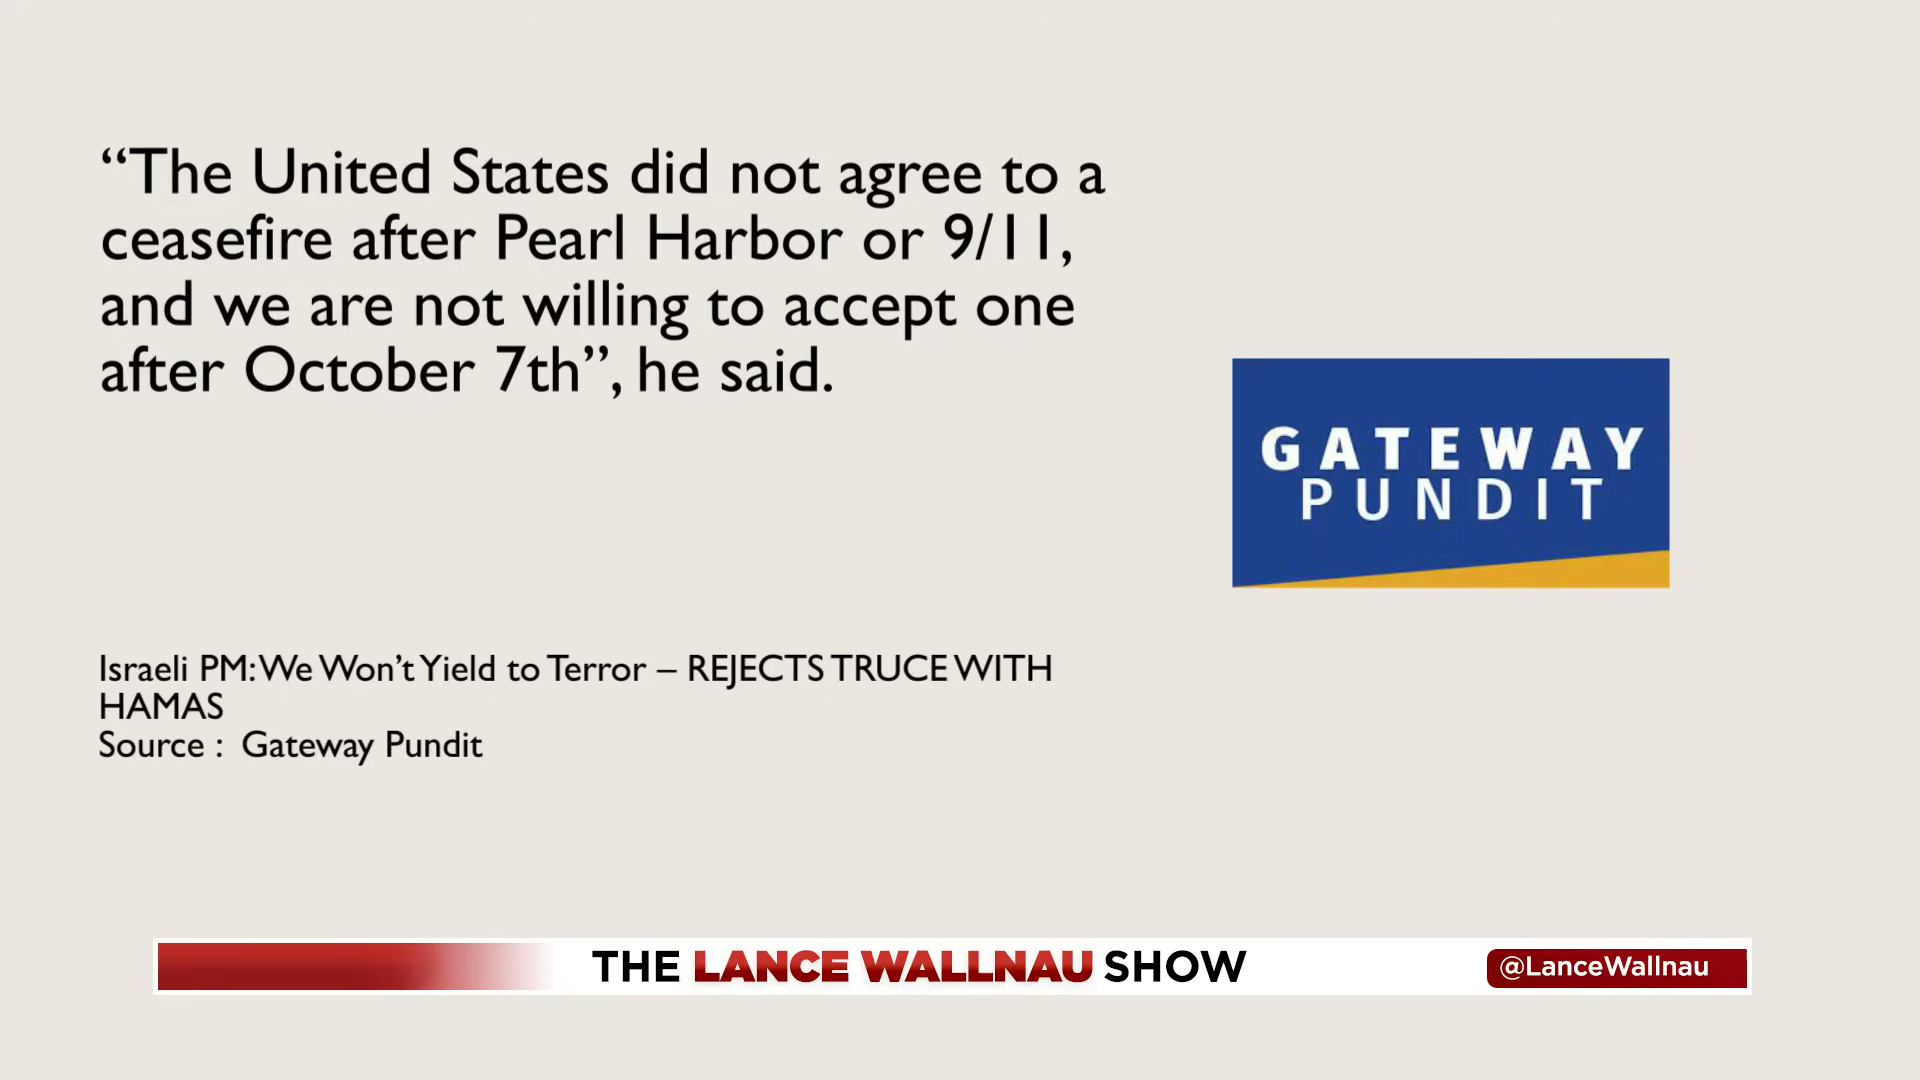 “The United States did not agree to a
ceasefire after Pearl Harbor or 9/11,
and we are not willing to accept one
after October 7th”, he said.
GATEWAY
PUNDIT
Israeli PM: We Won’t Yield to Terror – REJECTS TRUCE WITH
HAMAS
Source : Gateway Pundit
THE LANCE WALLNAU SHOW
@LanceWallnau